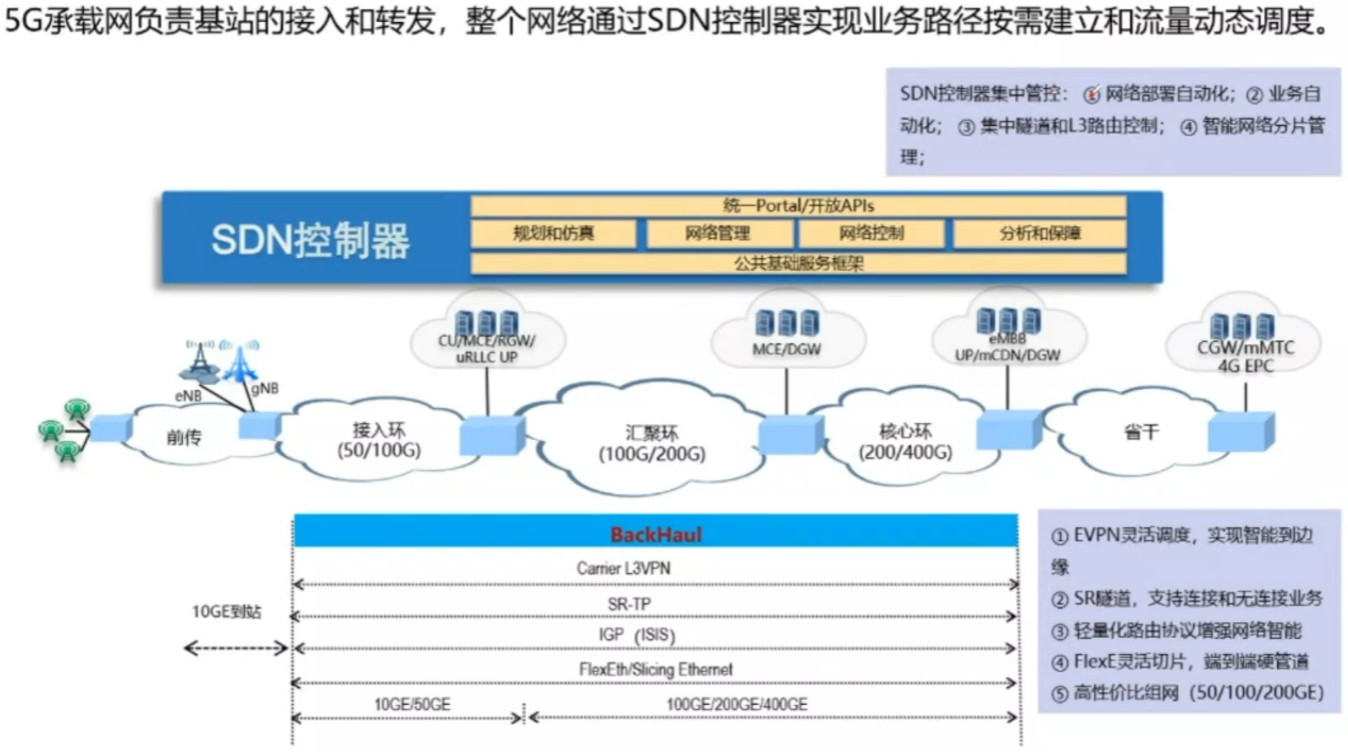 5G承载网负责基站的接入和转发，整个网络通过SDN控制器实现业务路径按需建立和流量动态调度。
SDN控制器集中管控：① 网络部署自动化；② 业务自
动化；③ 集中隧道和L3路由控制；④ 智能网络分片管
理；
SDN控制器
统一Portal/开放APIs
规划和仿真
网络管理
网络控制
分析和保障
公共基础服务框架
CU/MCE/RGW/
uRLLC UP
MCE/DGW
eMBB
UP/mCDN/DGW
CGW/mMTC
4G EPC
eNB
gNB
前传
接入环
(50/100G)
汇聚环
(100G/200G)
核心环
(200/400G)
省干
BackHaul
Carrier L3VPN
10GE到站
SR-TP
IGP（ISIS）
FlexEth/Slicing Ethernet
10GE/50GE
100GE/200GE/400GE
① EVPN灵活调度，实现智能到边
缘
② SR隧道，支持连接和无连接业务
③ 轻量化路由协议增强网络智能
④ FlexE灵活切片，端到端硬管道
⑤ 高性价比组网（50/100/200GE）